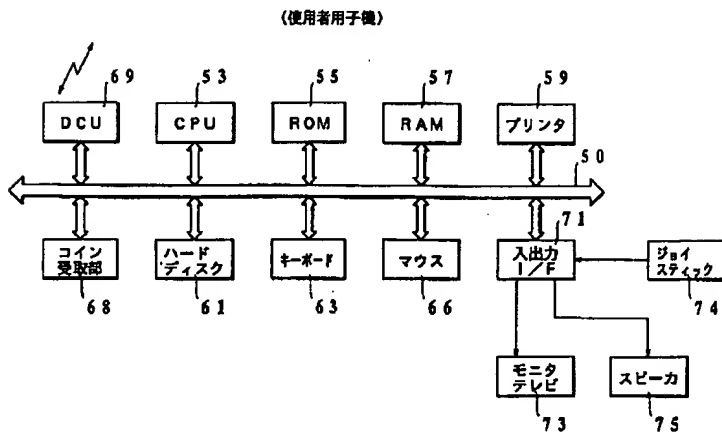 《使用者用子機》
69 53 55 57 59
DCU CPU ROM RAM プリンタ
50
71
コイン
受取部
ハード
ディスク
キーボード
マウス
入出力
I/F
ジョイ
スティック
68 61 63 66 74
モニタ
テレビ
スピーカ
73 75